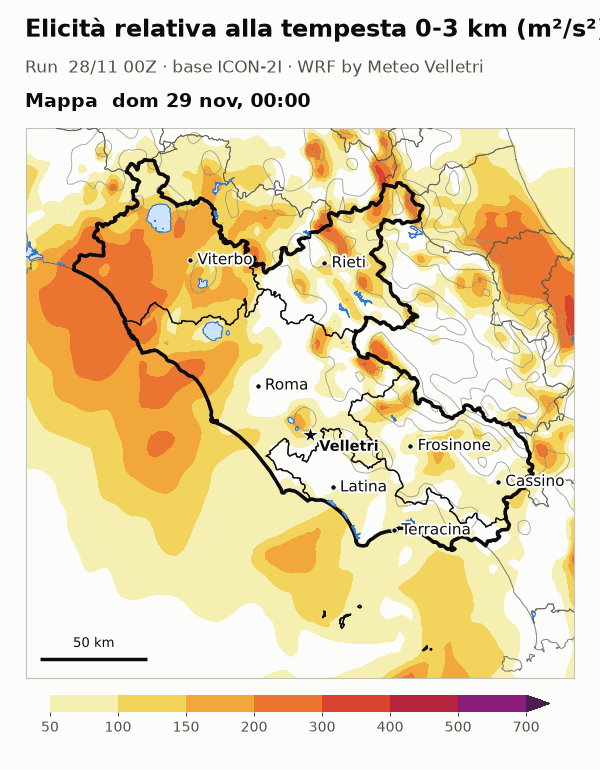 Elicità relativa alla tempesta 0-3 km (m²/s²)
Run 28/11 00Z · base ICON-2I · WRF by Meteo Velletri
Mappa dom 29 nov, 00:00
Viterbo
Rieti
Roma
Velletri
Frosinone
Cassino
Latina
Terracina
50 km
50 100 150 200 300 400 500 700